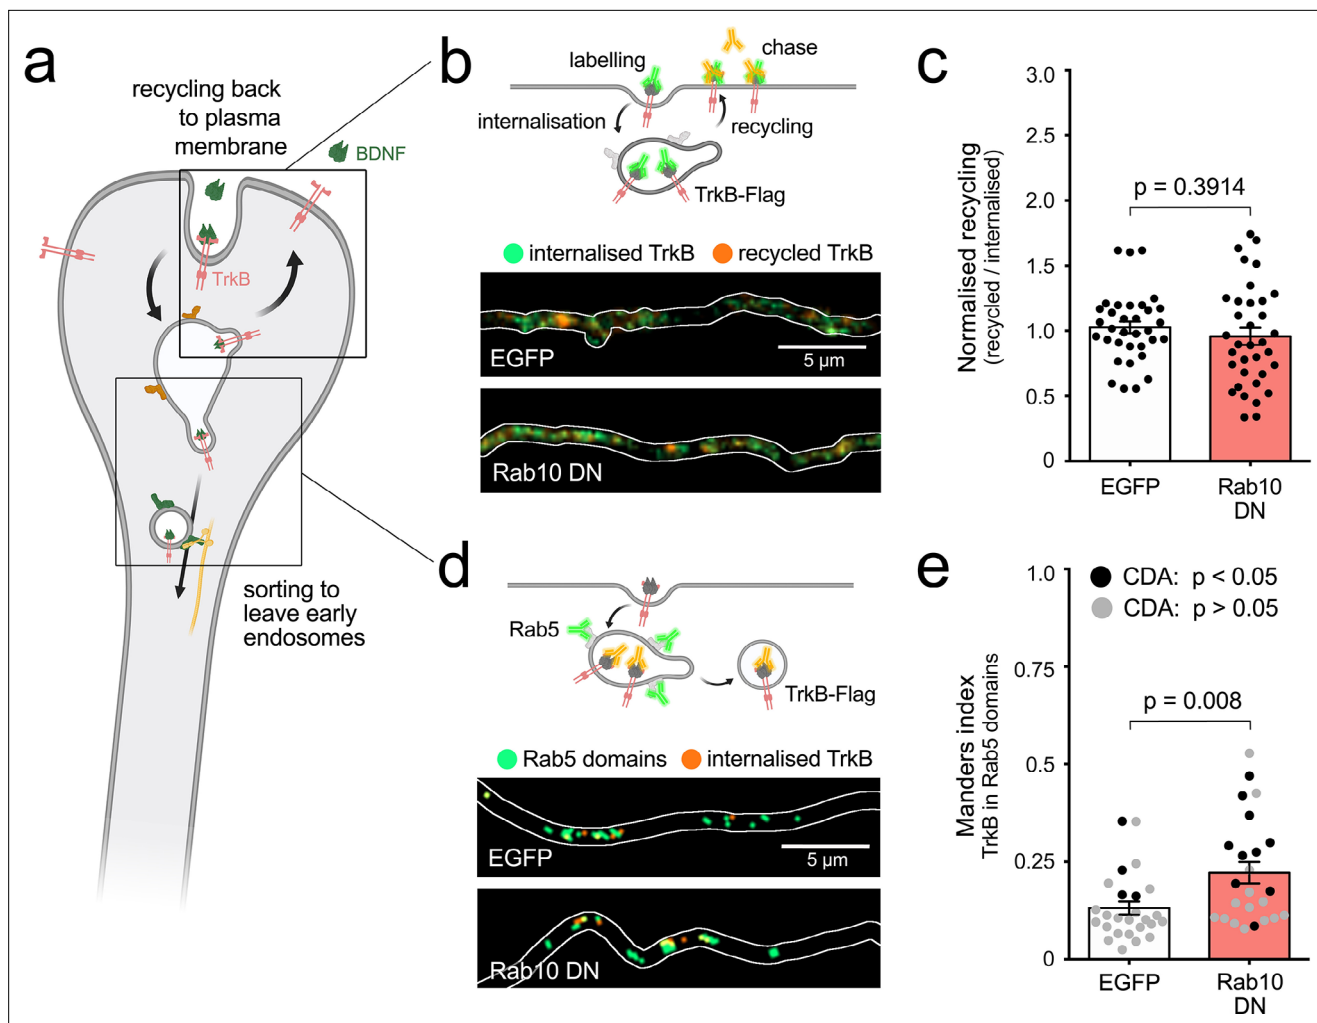 a
recycling back
to plasma
membrane
BDNF
TrkB
sorting to
leave early
endosomes
b
labelling
chase
internalisation
recycling
TrkB-Flag
internalised TrkB
recycled TrkB
EGFP
5 µm
Rab10 DN
c
Normalised recycling
(recycled / internalised)
3.0
2.5
2.0
1.5
1.0
0.5
0
p = 0.3914
EGFP
Rab10
DN
d
Rab5
TrkB-Flag
Rab5 domains
internalised TrkB
EGFP
5 µm
Rab10 DN
e
CDA: p < 0.05
CDA: p > 0.05
Manders index
TrkB in Rab5 domains
1.0
0.75
0.5
0.25
0
p = 0.008
EGFP
Rab10
DN